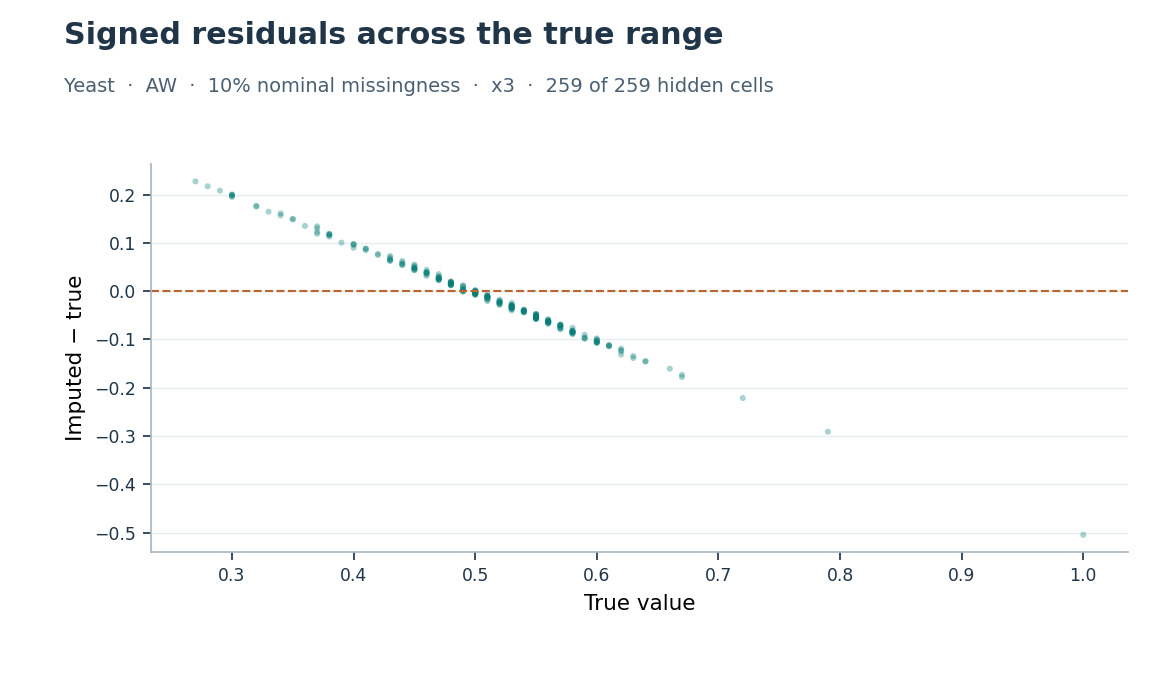 Signed residuals across the true range
Yeast · AW · 10% nominal missingness · x3 · 259 of 259 hidden cells
Imputed − true
0.2
0.1
0.0
−0.1
−0.2
−0.3
−0.4
−0.5
0.3 0.4 0.5 0.6 0.7 0.8 0.9 1.0
True value